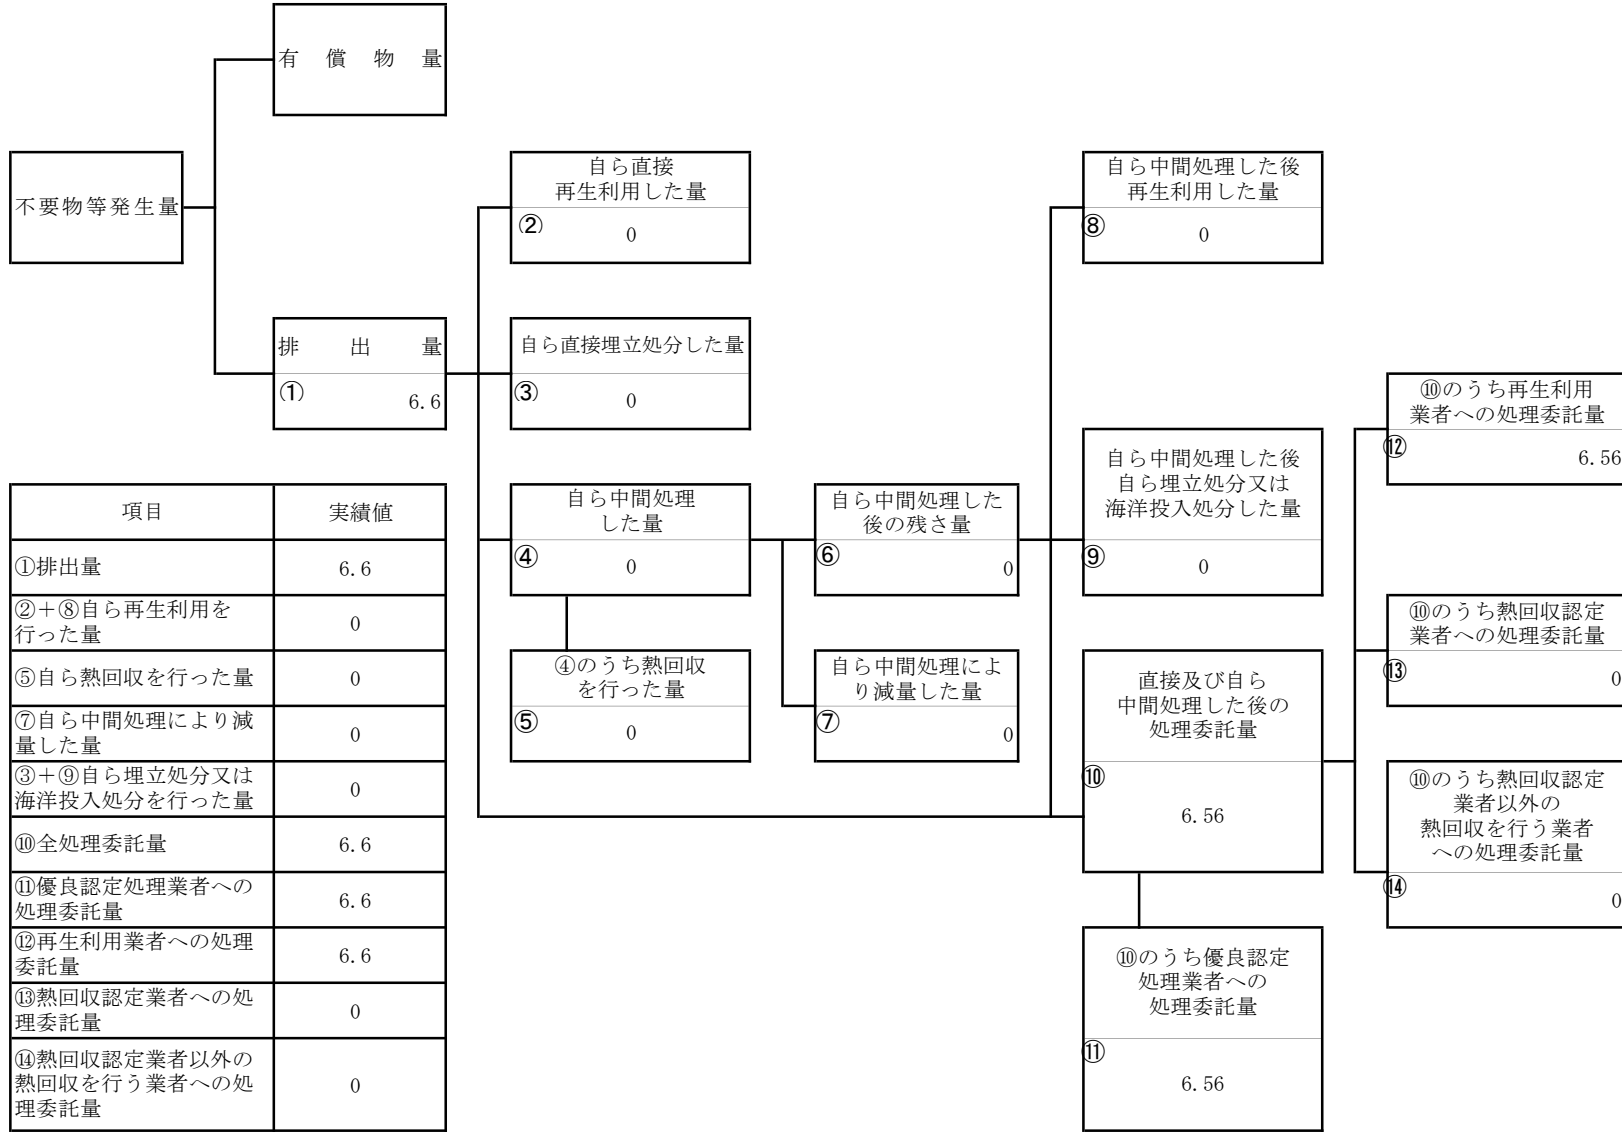 有償物量
不要物等発生量
排出量
①
6.6
自ら直接
再生利用した量
②
0
自ら直接埋立処分した量
③
0
自ら中間処理
した量
④
0
④のうち熱回収
を行った量
⑤
0
自ら中間処理した
後の残さ量
⑥
0
自ら中間処理によ
り減量した量
⑦
0
自ら中間処理した後
再生利用した量
⑧
0
自ら中間処理した後
自ら埋立処分又は
海洋投入処分した量
⑨
0
直接及び自ら
中間処理した後の
処理委託量
⑩
6.56
⑩のうち優良認定
処理業者への
処理委託量
⑪
6.56
⑩のうち再生利用
業者への処理委託量
⑫
6.56
⑩のうち熱回収認定
業者への処理委託量
⑬
0
⑩のうち熱回収認定
業者以外の
熱回収を行う業者
への処理委託量
⑭
0
項目 実績値
①排出量 6.6
②＋⑧自ら再生利用を
行った量 0
⑤自ら熱回収を行った量 0
⑦自ら中間処理により減
量した量 0
③＋⑨自ら埋立処分又は
海洋投入処分を行った量 0
⑩全処理委託量 6.6
⑪優良認定処理業者への
処理委託量 6.6
⑫再生利用業者への処理
委託量 6.6
⑬熱回収認定業者への処
理委託量 0
⑭熱回収認定業者以外の
熱回収を行う業者への処
理委託量 0